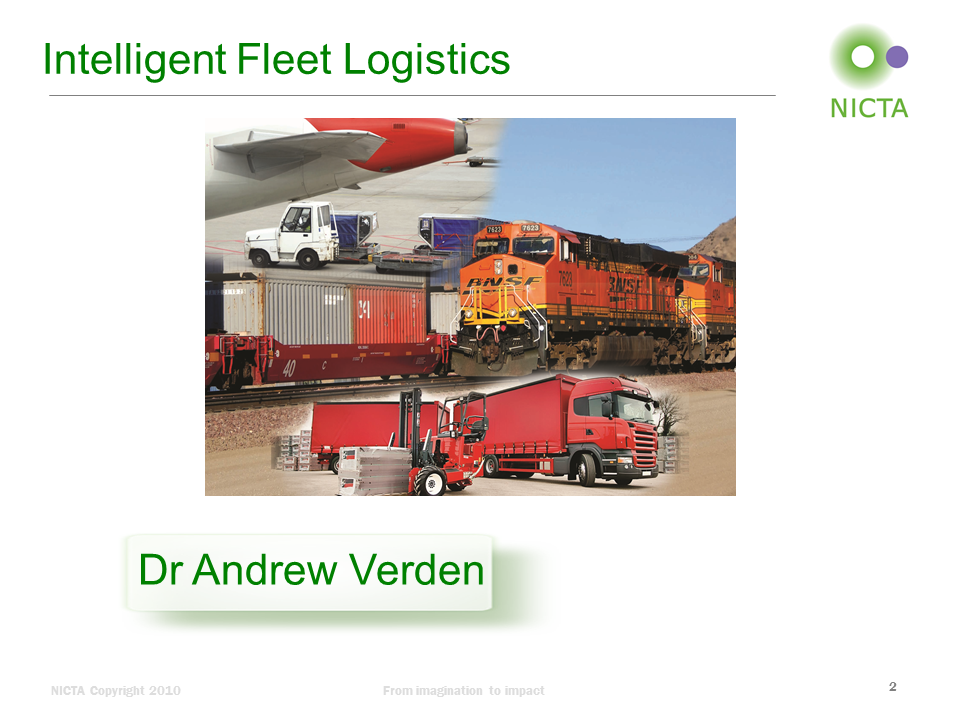 Intelligent Fleet Logistics
NICTA
7623
7623
BNSF
7623
BNSF
40
C
Dr Andrew Verden
NICTA Copyright 2010
From imagination to impact
2